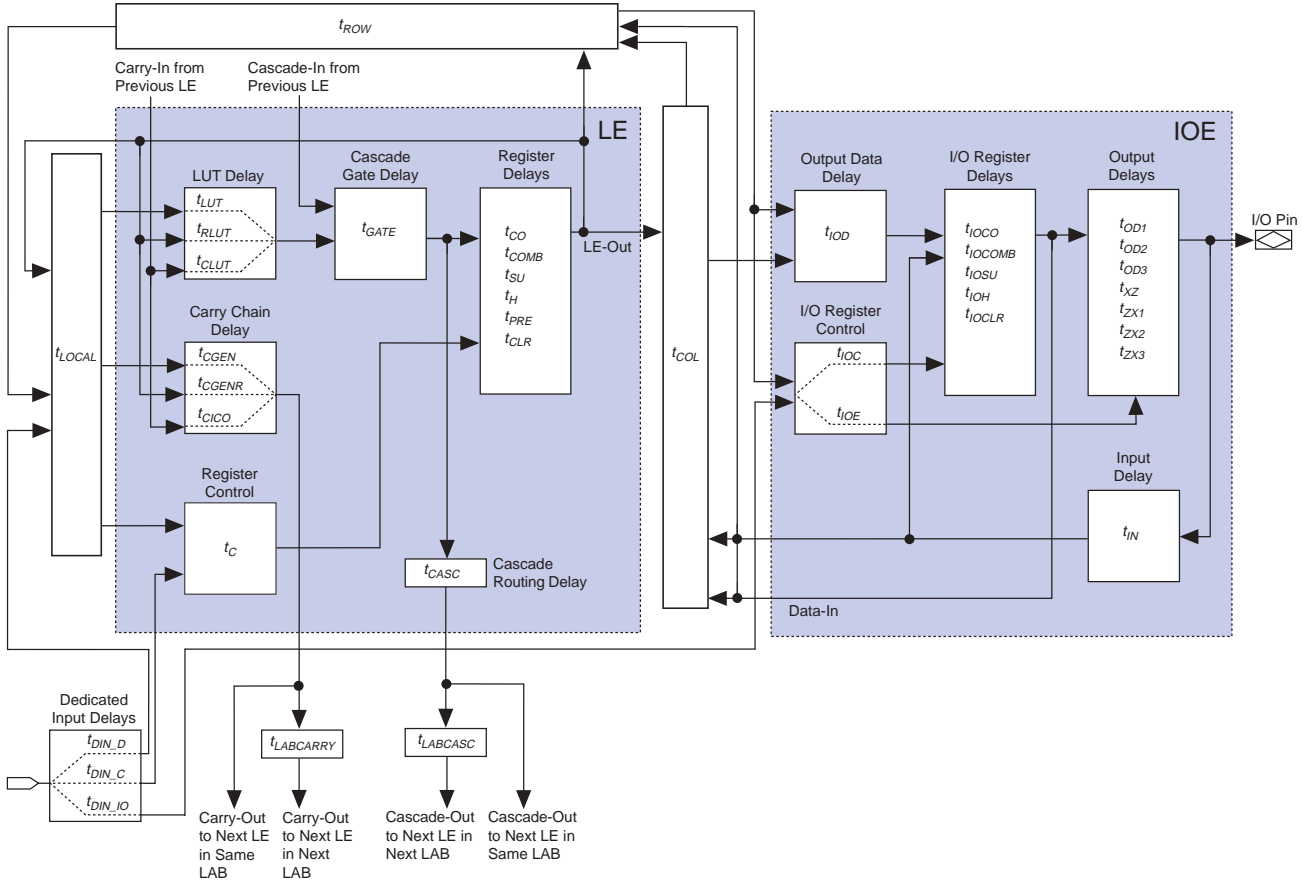 tROW
Carry-In from
Previous LE
Cascade-In from
Previous LE
LE
IOE
LUT Delay
tLUT
tRLUT
tCLUT
Cascade
Gate Delay
tGATE
Register
Delays
tCO
tCOMB
tSU
tH
tPRE
tCLR
LE-Out
Carry Chain
Delay
tCGEN
tCGENR
tCICO
tLOCAL
Register
Control
tC
tCASC
Cascade
Routing Delay
tCOL
Output Data
Delay
tIOD
I/O Register
Delays
tIOCO
tIOCOMB
tIOSU
tIOH
tIOCLR
Output
Delays
tOD1
tOD2
tOD3
tXZ
tZX1
tZX2
tZX3
I/O Pin
I/O Register
Control
tIOC
tIOE
Input
Delay
tIN
Data-In
Dedicated
Input Delays
tDIN_D
tDIN_C
tDIN_IO
tLABCARRY
tLABCASC
Carry-Out
to Next LE
in Same
LAB
Carry-Out
to Next LE
in Next
LAB
Cascade-Out
to Next LE in
Next LAB
Cascade-Out
to Next LE in
Same LAB